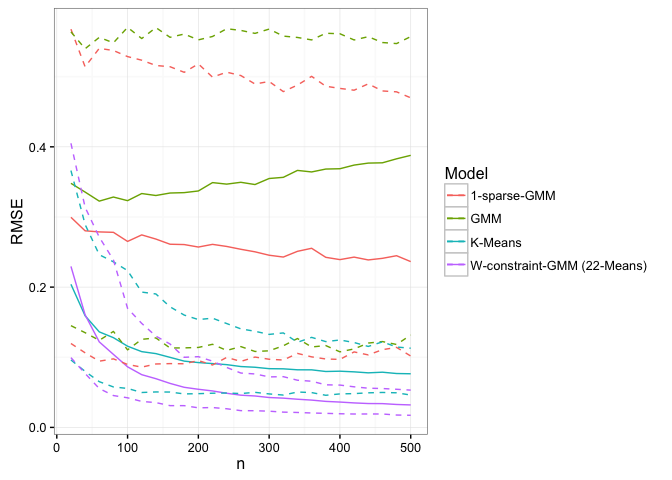 RMSE
0.4
0.2
0.0
0 100 200 300 400 500
n
Model
1-sparse-GMM
GMM
K-Means
W-constraint-GMM (22-Means)